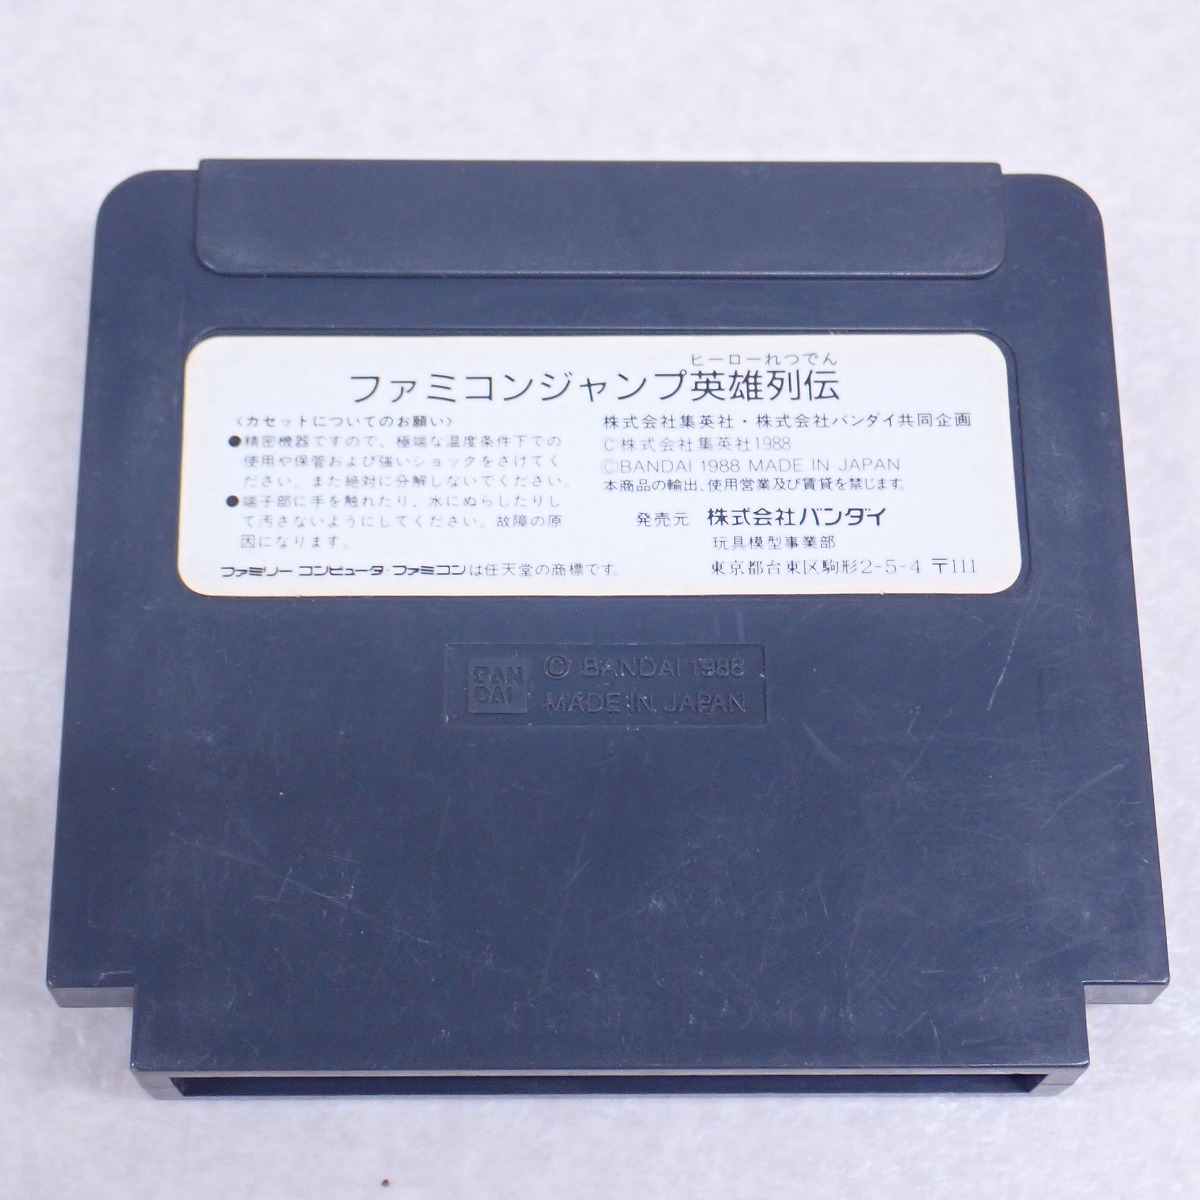 ヒーローれつでん
ファミコンジャンプ英雄列伝
〈カセットについてのお願い〉
●精密機器ですので、極端な温度条件下での
使用や保管および強いショックをさけてく
ださい。また絶対に分解しないでください。
●端子部に手を触れたり、水にぬらしたりし
て汚さないようにしてください。故障の原
因になります。
ファミリー コンピュータ・ファミコンは任天堂の商標です。
株式会社集英社・株式会社バンダイ共同企画
©株式会社集英社1988
©BANDAI 1988 MADE IN JAPAN
本商品の輸出、使用営業及び賃貸を禁じます。
発売元 株式会社バンダイ
玩具模型事業部
東京都台東区駒形2-5-4 〒111
BAN
DAI
© BANDAI 1988
MADE IN JAPAN